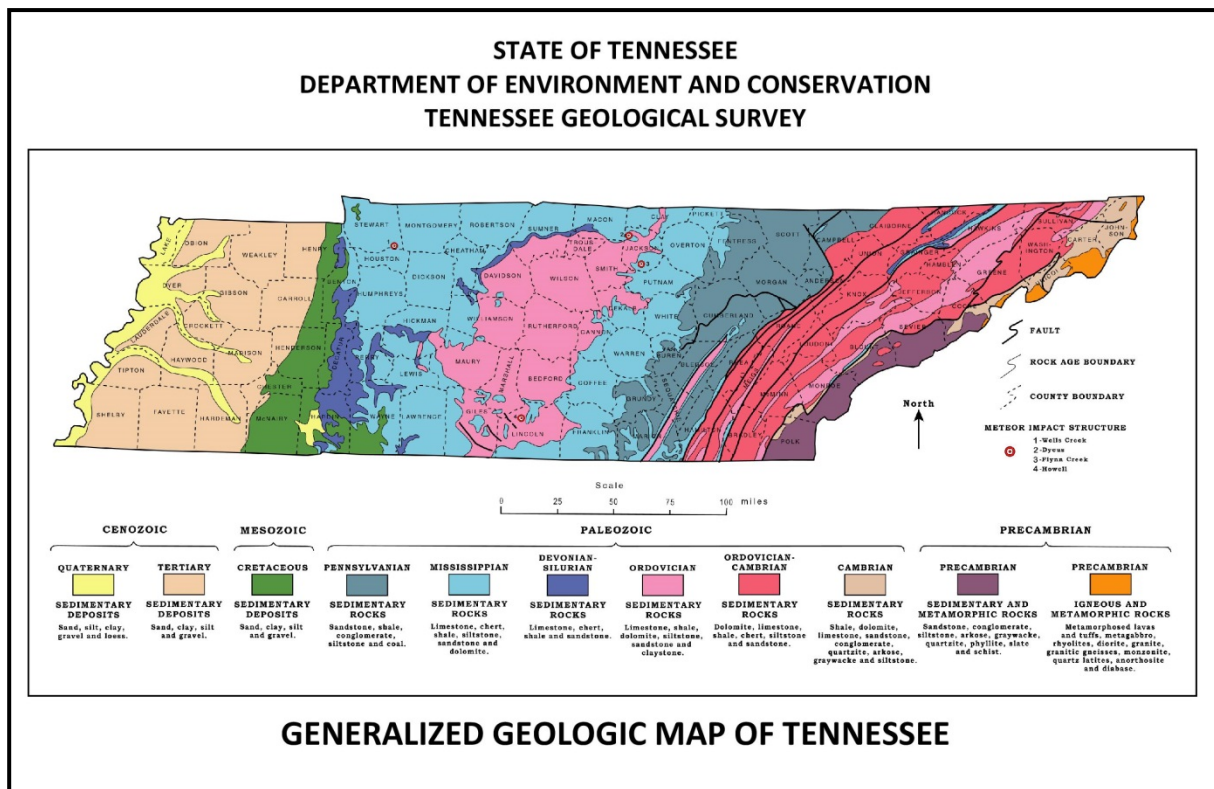 STATE OF TENNESSEE
DEPARTMENT OF ENVIRONMENT AND CONSERVATION
TENNESSEE GEOLOGICAL SURVEY
LAKE
OBION
WEAKLEY
HENRY
STEWART
MONTGOMERY
ROBERTSON
SUMNER
MACON
CLAY
PICKETT
FENTRESS
SCOTT
CAMPBELL
CLAIBORNE
HANCOCK
HAWKINS
SULLIVAN
JOHN-
SON
CARTER
WASH-
INGTON
GREENE
DYER
GIBSON
CARROLL
BENTON
HOUSTON
HUMPHREYS
DICKSON
CHEATHAM
DAVIDSON
WILSON
TROUS
DALE
SMITH
JACKSON
OVERTON
PUTNAM
MORGAN
ANDERSON
UNION
GRAINGER
HAMBLEN
JEFFERSON
COCKE
KNOX
SEVIER
LAUDERDALE
CROCKETT
HAYWOOD
MADISON
HENDERSON
DECATUR
PERRY
HICKMAN
WILLIAMSON
RUTHERFORD
CANNON
DEKALB
WHITE
CUMBERLAND
ROANE
LOUDON
BLOUNT
TIPTON
CHESTER
LEWIS
MAURY
MARSHALL
BEDFORD
COFFEE
WARREN
VAN
BUREN
BLEDSOE
RHEA
MEIGS
MONROE
SHELBY
FAYETTE
HARDEMAN
McNAIRY
HARDIN
WAYNE
LAWRENCE
GILES
LINCOLN
FRANKLIN
GRUNDY
MARION
HAMILTON
BRADLEY
McMINN
POLK
FAULT
ROCK AGE BOUNDARY
COUNTY BOUNDARY
North
METEOR IMPACT STRUCTURE
1-Wells Creek
2-Dycus
3-Flynn Creek
4-Howell
Scale
0 25 50 75 100 miles
CENOZOIC MESOZOIC PALEOZOIC PRECAMBRIAN
QUATERNARY
SEDIMENTARY
DEPOSITS
Sand, silt, clay,
gravel and loess.
TERTIARY
SEDIMENTARY
DEPOSITS
Sand, clay, silt
and gravel.
CRETACEOUS
SEDIMENTARY
DEPOSITS
Sand, clay, silt
and gravel.
PENNSYLVANIAN
SEDIMENTARY
ROCKS
Sandstone, shale,
conglomerate,
siltstone and coal.
MISSISSIPPIAN
SEDIMENTARY
ROCKS
Limestone, chert,
shale, siltstone,
sandstone and
dolomite.
DEVONIAN-
SILURIAN
SEDIMENTARY
ROCKS
Limestone, chert,
shale and sandstone.
ORDOVICIAN
SEDIMENTARY
ROCKS
Limestone, shale,
dolomite, siltstone,
sandstone and
claystone.
ORDOVICIAN-
CAMBRIAN
SEDIMENTARY
ROCKS
Dolomite, limestone,
shale, chert, siltstone
and sandstone.
CAMBRIAN
SEDIMENTARY
ROCKS
Shale, dolomite,
limestone, sandstone,
conglomerate,
quartzite, arkose,
graywacke and siltstone.
PRECAMBRIAN
SEDIMENTARY AND
METAMORPHIC ROCKS
Sandstone, conglomerate,
siltstone, arkose, graywacke,
quartzite, phyllite, slate
and schist.
PRECAMBRIAN
IGNEOUS AND
METAMORPHIC ROCKS
Metamorphosed lavas
and tuffs, metagabbro,
rhyolites, diorite, granite,
granitic gneisses, monzonite,
quartz latites, anorthosite
and diabase.
GENERALIZED GEOLOGIC MAP OF TENNESSEE